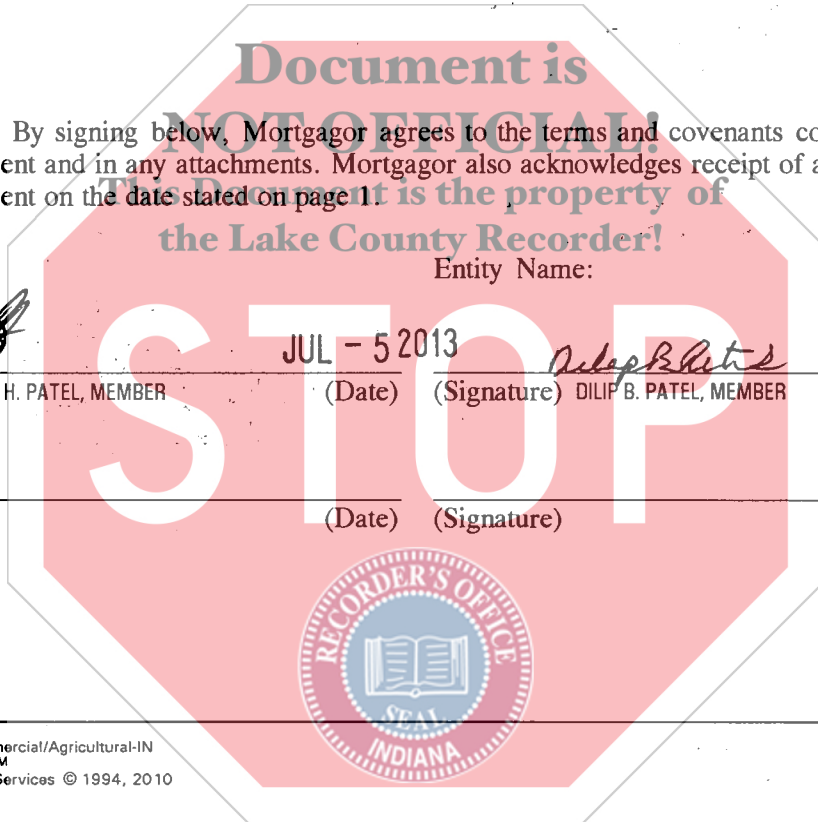 Document is
NOT OFFICIAL!
By signing below, Mortgagor agrees to the terms and covenants co
ent and in any attachments. Mortgagor also acknowledges receipt of a
ent on the date stated on page 1.
This Document is the property of
the Lake County Recorder!
Entity Name:
JUL - 5 2013
H. PATEL, MEMBER (Date) (Signature) DILIP B. PATEL, MEMBER
STOP
(Date) (Signature)
RECORDER'S OFFICE
SEAL
INDIANA
mercial/Agricultural-IN
M
Services © 1994, 2010